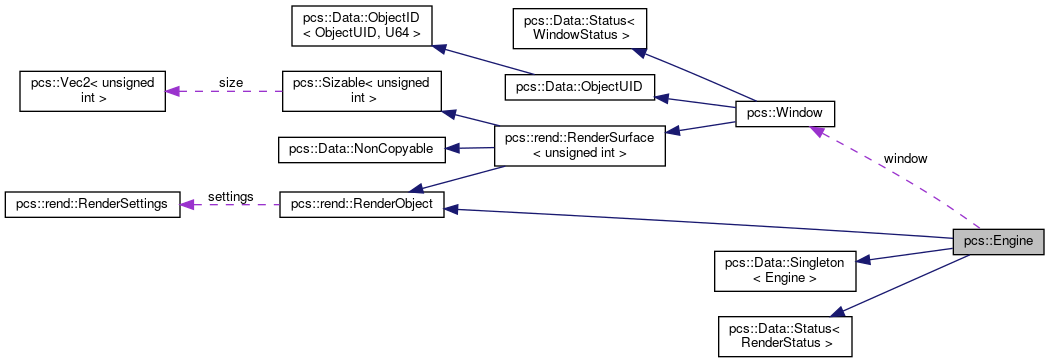 pcs::Data::ObjectID
< ObjectUID, U64 >
pcs::Data::Status<
WindowStatus >
pcs::Vec2< unsigned
int >
size
pcs::Sizable< unsigned
int >
pcs::Data::ObjectUID
pcs::Window
pcs::Data::NonCopyable
pcs::rend::RenderSurface
< unsigned int >
window
pcs::rend::RenderSettings
settings
pcs::rend::RenderObject
pcs::Engine
pcs::Data::Singleton
< Engine >
pcs::Data::Status<
RenderStatus >